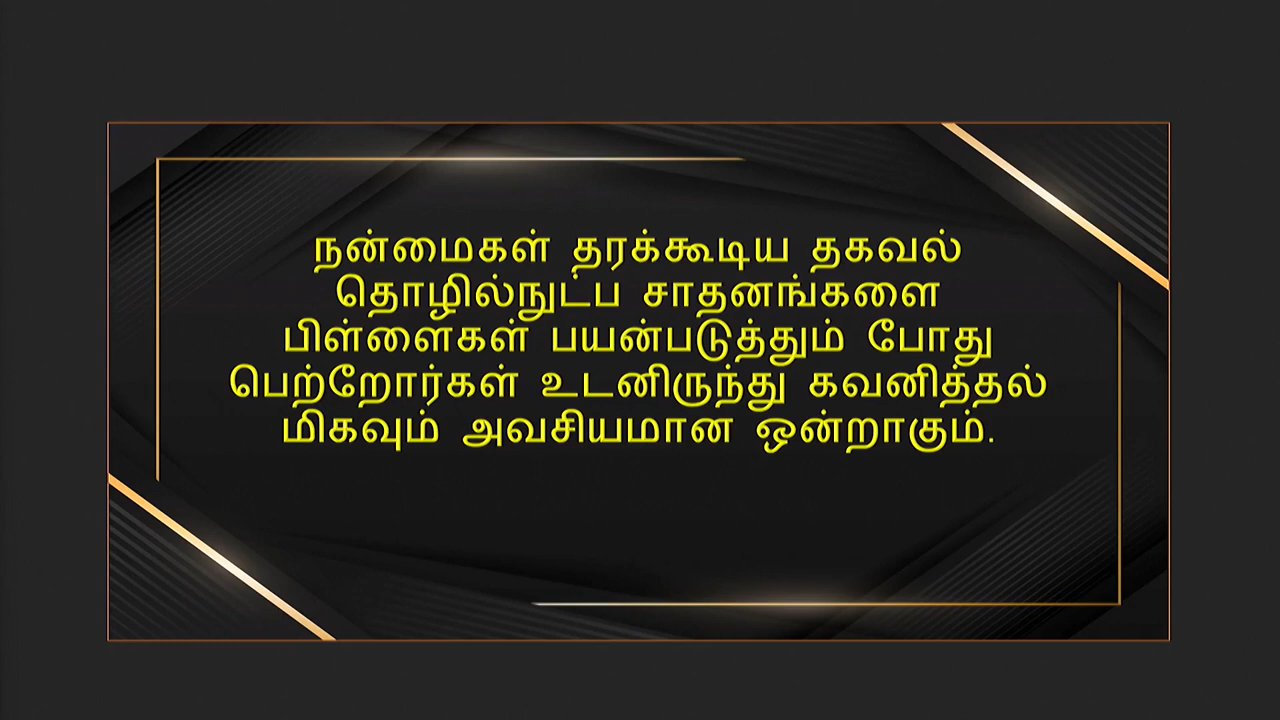 நன்மைகள் தரக்கூடிய தகவல்
தொழில்நுட்ப சாதனங்களை
பிள்ளைகள் பயன்படுத்தும் போது
பெற்றோர்கள் உடனிருந்து கவனித்தல்
மிகவும் அவசியமான ஒன்றாகும்.